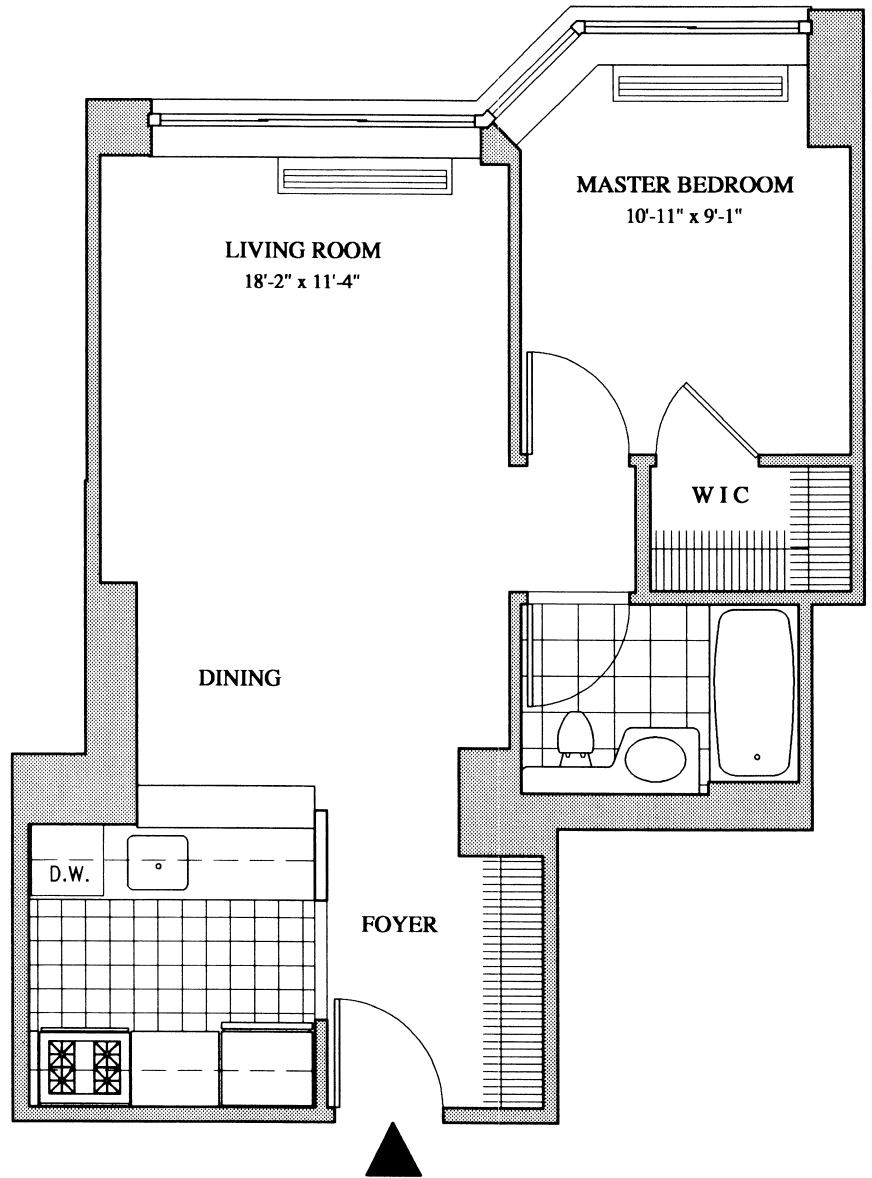 MASTER BEDROOM
10'-11" x 9'-1"
LIVING ROOM
18'-2" x 11'-4"
WIC
DINING
D.W.
FOYER